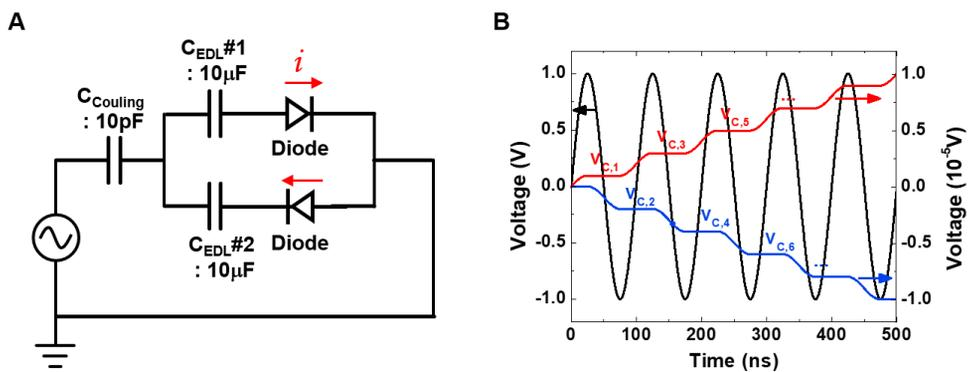 A
C_EDL#1
: 10μF
i
C_Couling
: 10pF
Diode
Diode
C_EDL#2
: 10μF
B
1.0
0.5
0.0
-0.5
-1.0
Voltage (V)
V_C,1
V_C,3
V_C,5
...
V_C,2
V_C,4
V_C,6
...
1.0
0.5
0.0
-0.5
-1.0
Voltage (10^-5V)
0 100 200 300 400 500
Time (ns)